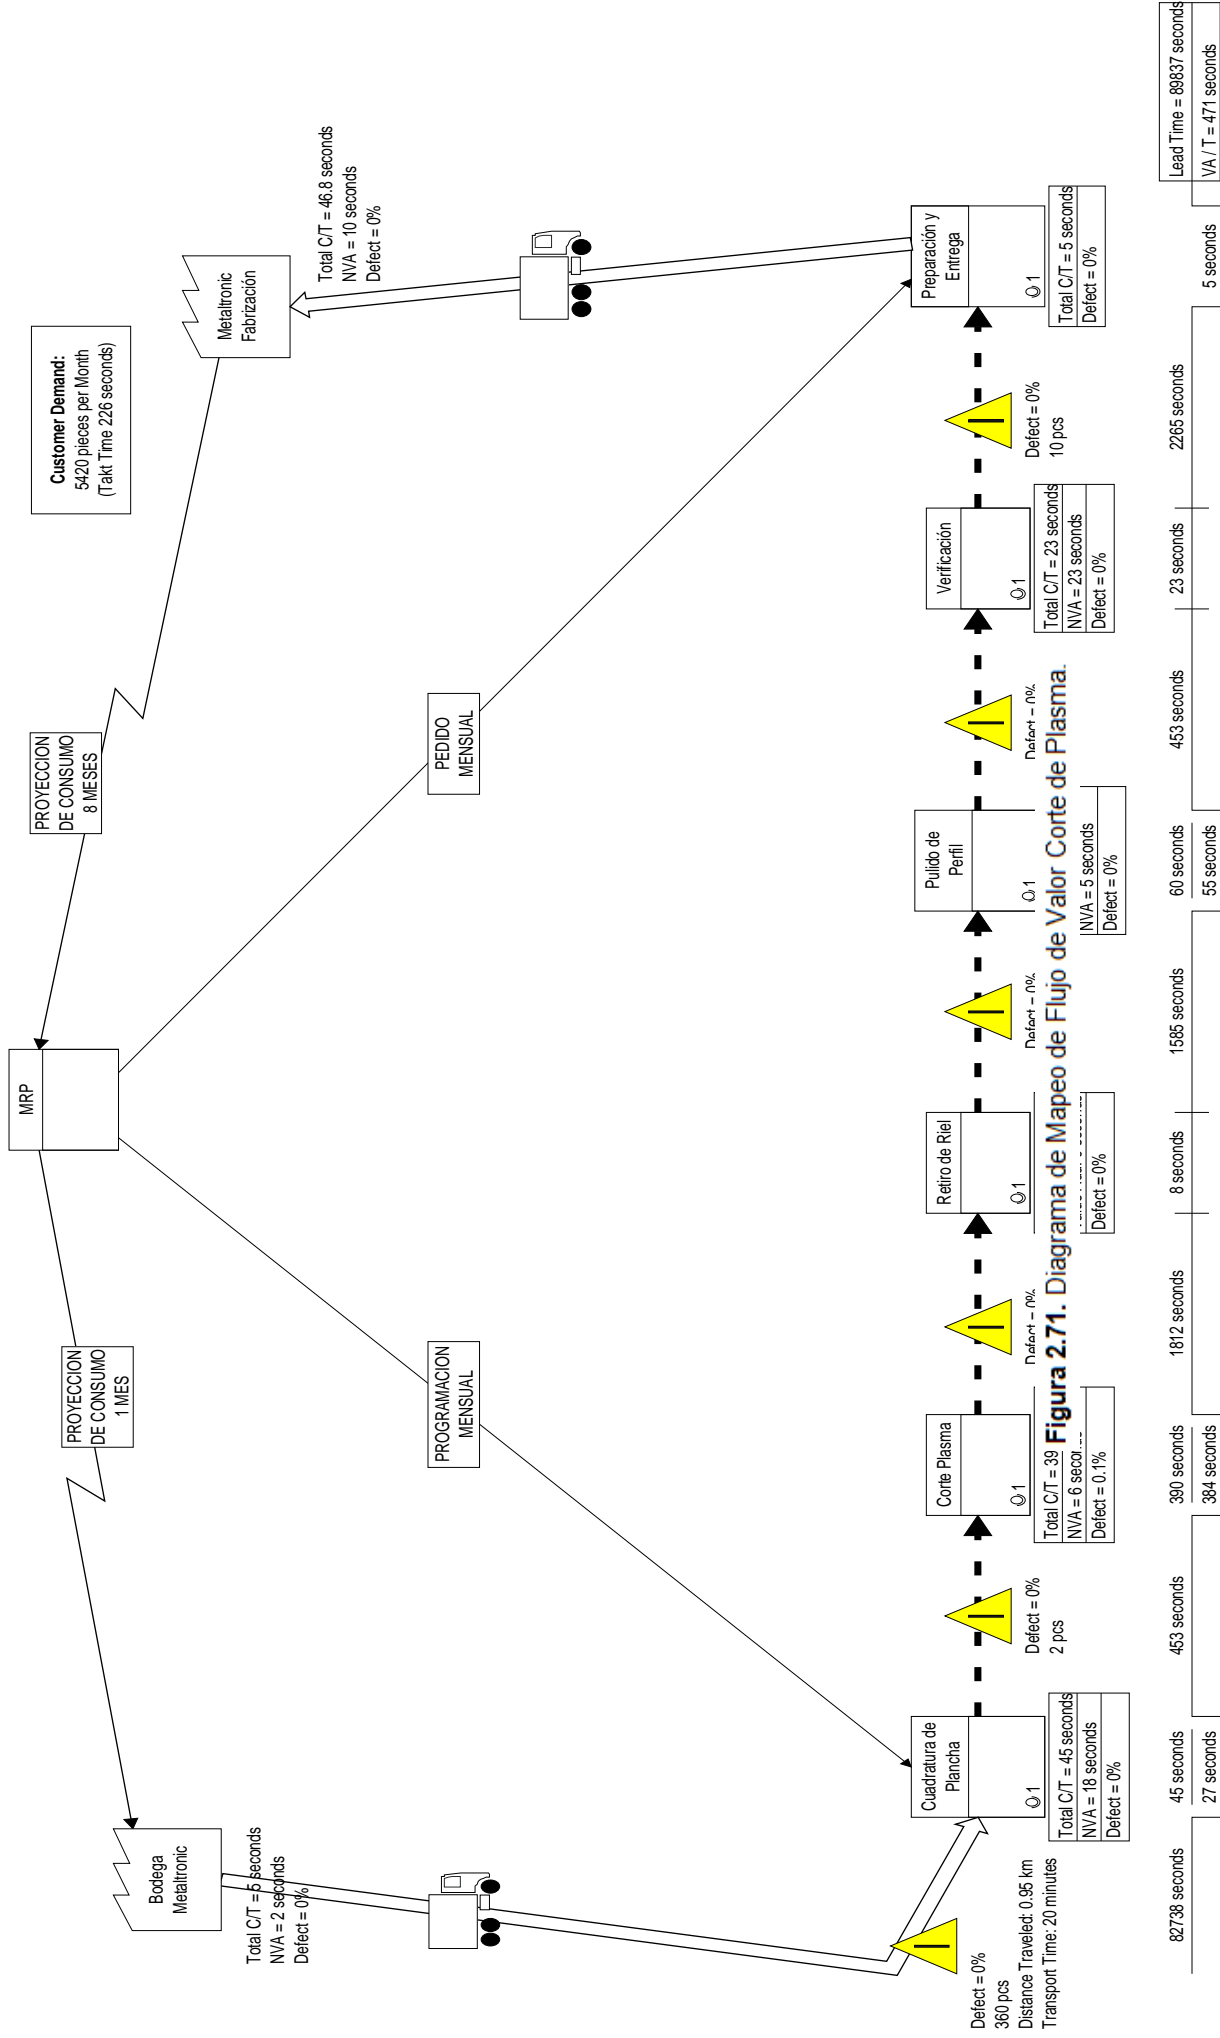 MRP
PROYECCION
DE CONSUMO
1 MES
PROYECCION
DE CONSUMO
8 MESES
Customer Demand:
5420 pieces per Month
(Takt Time 226 seconds)
Bodega
Metaltronic
Total C/T = 5 seconds
NVA = 2 seconds
Defect = 0%
Metaltronic
Fabrización
Total C/T = 46.8 seconds
NVA = 10 seconds
Defect = 0%
PROGRAMACION
MENSUAL
PEDIDO
MENSUAL
Defect = 0%
360 pcs
Distance Traveled: 0.95 km
Transport Time: 20 minutes
Cuadratura de
Plancha
1
Total C/T = 45 seconds
NVA = 18 seconds
Defect = 0%
Defect = 0%
2 pcs
Corte Plasma
1
Total C/T = 39
NVA = 6
Defect = 0.1%
Defect = 0%
Retiro de Riel
1
Defect = 0%
Defect = 0%
Pulido de
Perfil
1
NVA = 5 seconds
Defect = 0%
Defect = 0%
Verificación
1
Total C/T = 23 seconds
NVA = 23 seconds
Defect = 0%
Defect = 0%
10 pcs
Preparación y
Entrega
1
Total C/T = 5 seconds
Defect = 0%
Figura 2.71. Diagrama de Mapeo de Flujo de Valor Corte de Plasma.
82738 seconds
45 seconds
27 seconds
453 seconds
390 seconds
384 seconds
1812 seconds
8 seconds
1585 seconds
60 seconds
55 seconds
453 seconds
23 seconds
2265 seconds
5 seconds
Lead Time = 89837 seconds
VA / T = 471 seconds